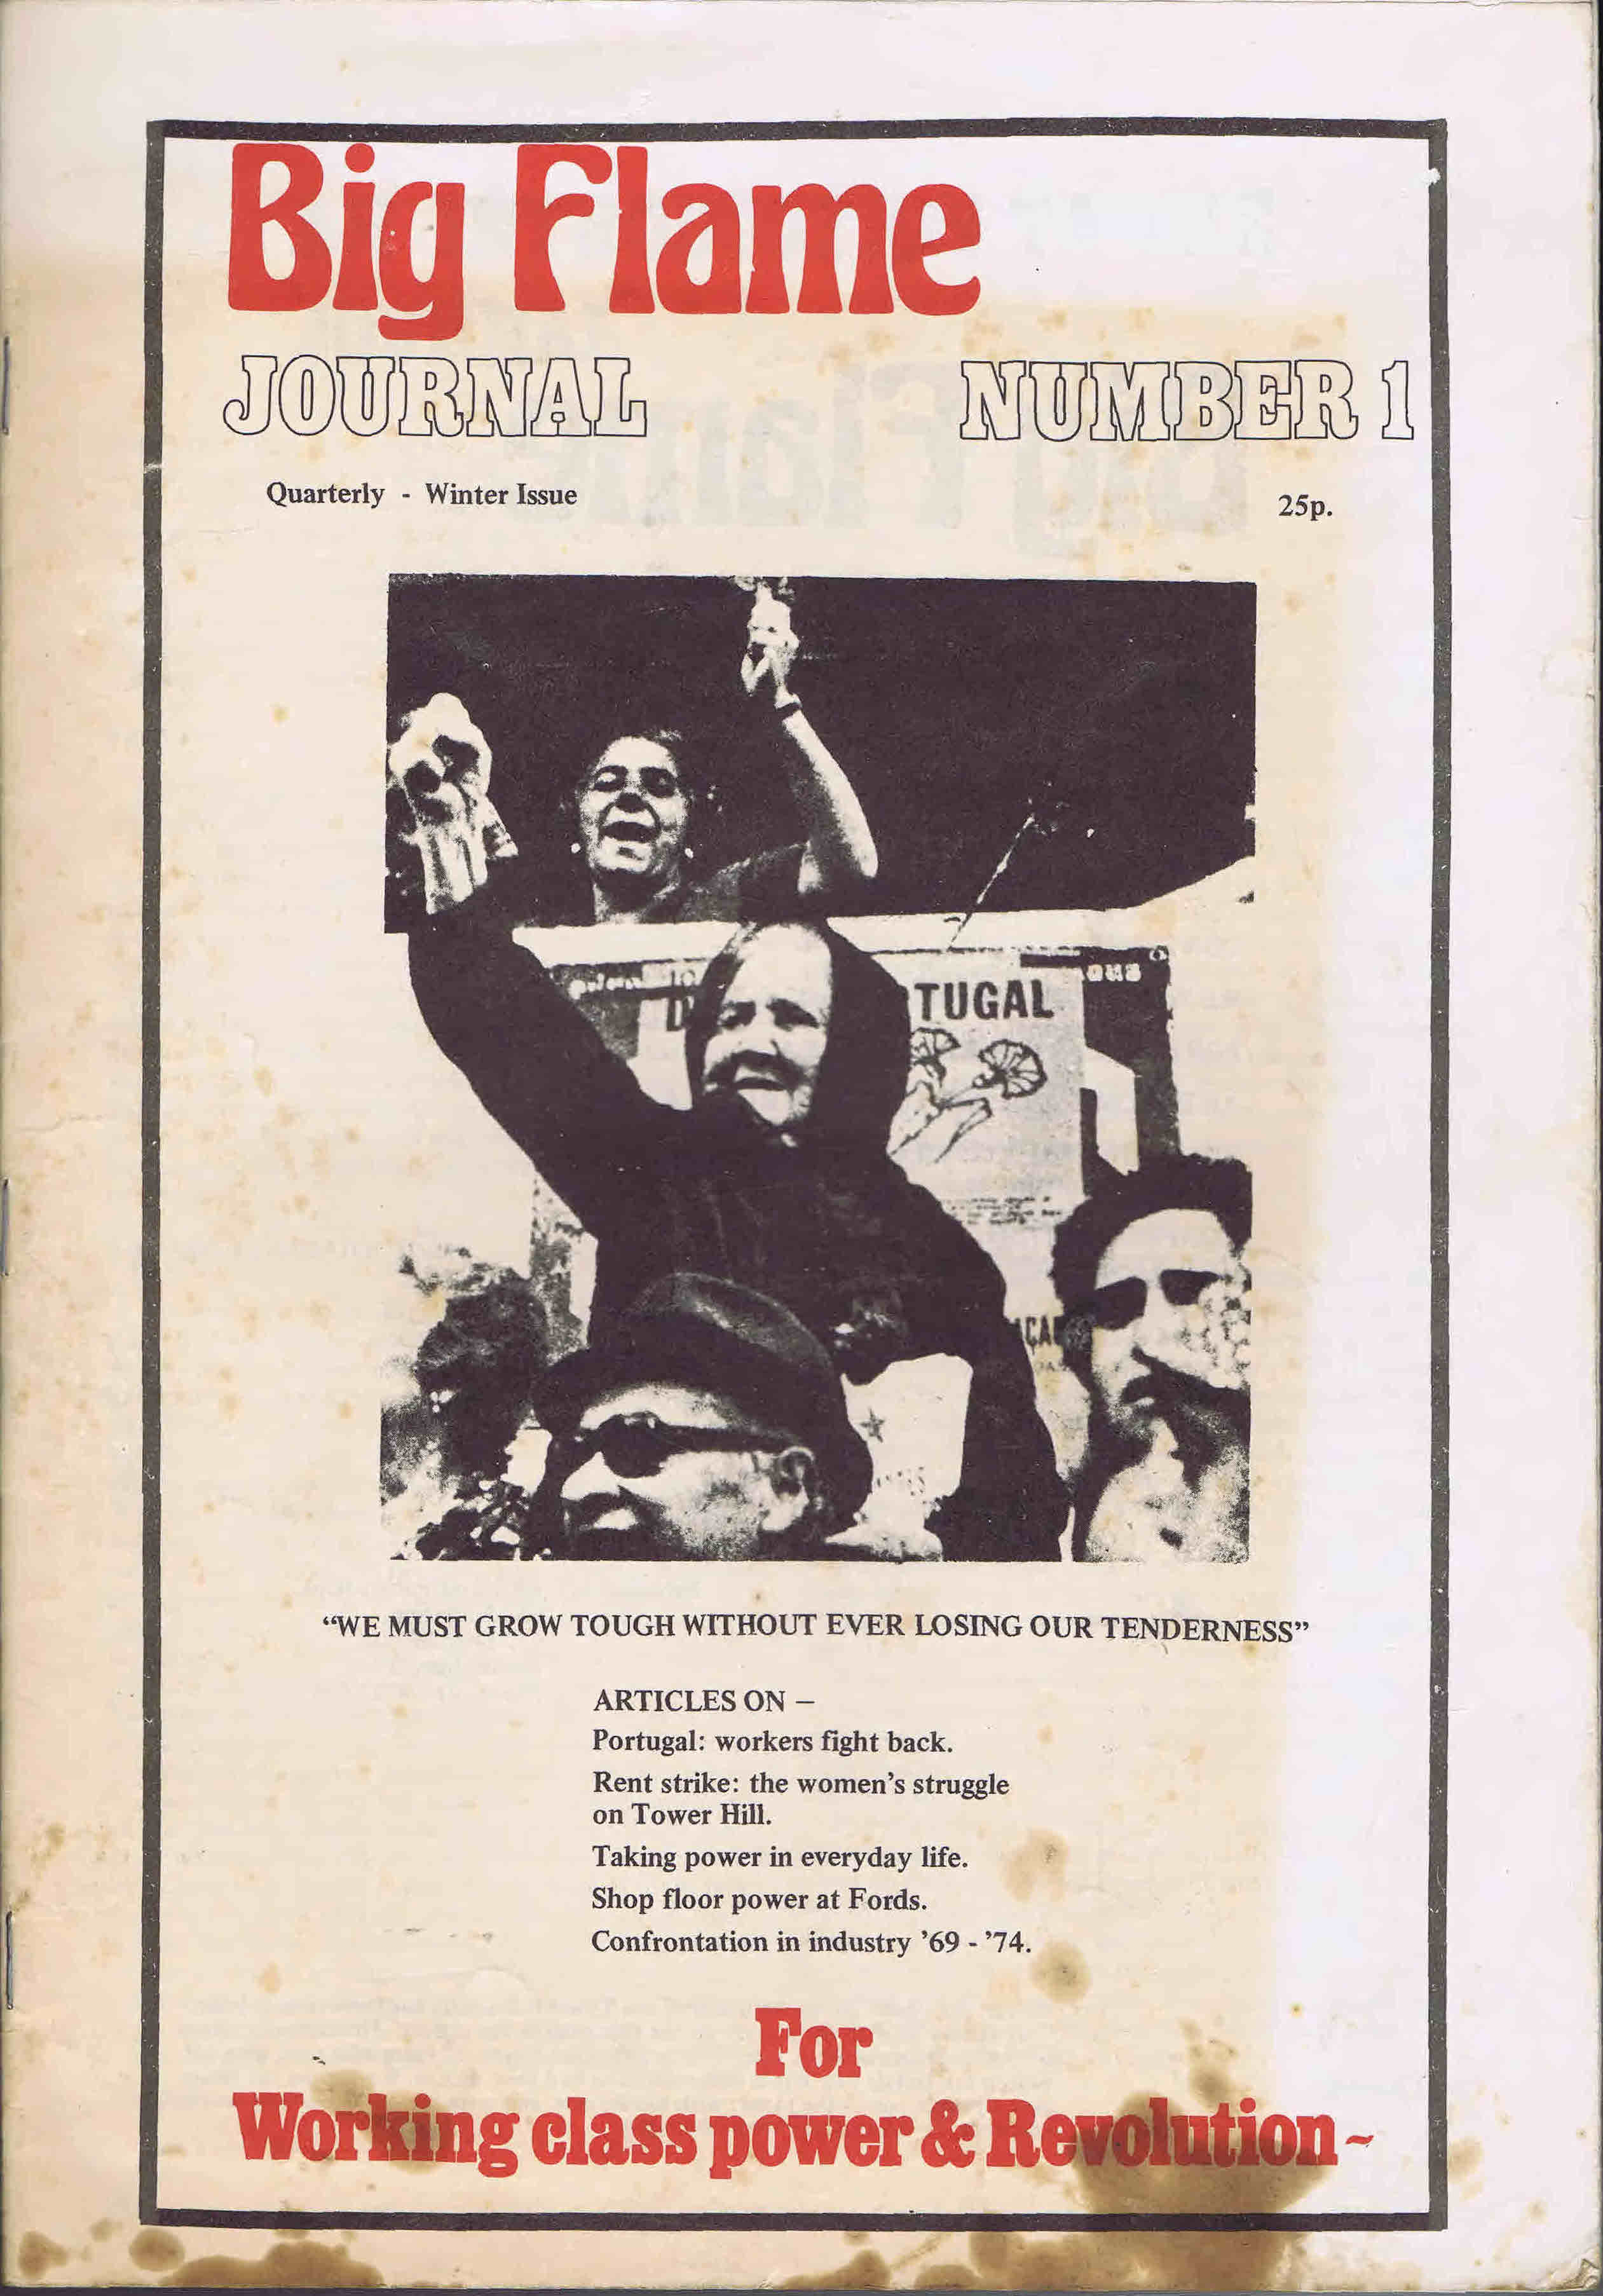 Big Flame
JOURNAL NUMBER 1
Quarterly - Winter Issue
25p.
TUGAL
“WE MUST GROW TOUGH WITHOUT EVER LOSING OUR TENDERNESS”
ARTICLES ON –
Portugal: workers fight back.
Rent strike: the women’s struggle
on Tower Hill.
Taking power in everyday life.
Shop floor power at Fords.
Confrontation in industry ’69 - ’74.
For
Working class power & Revolution ~